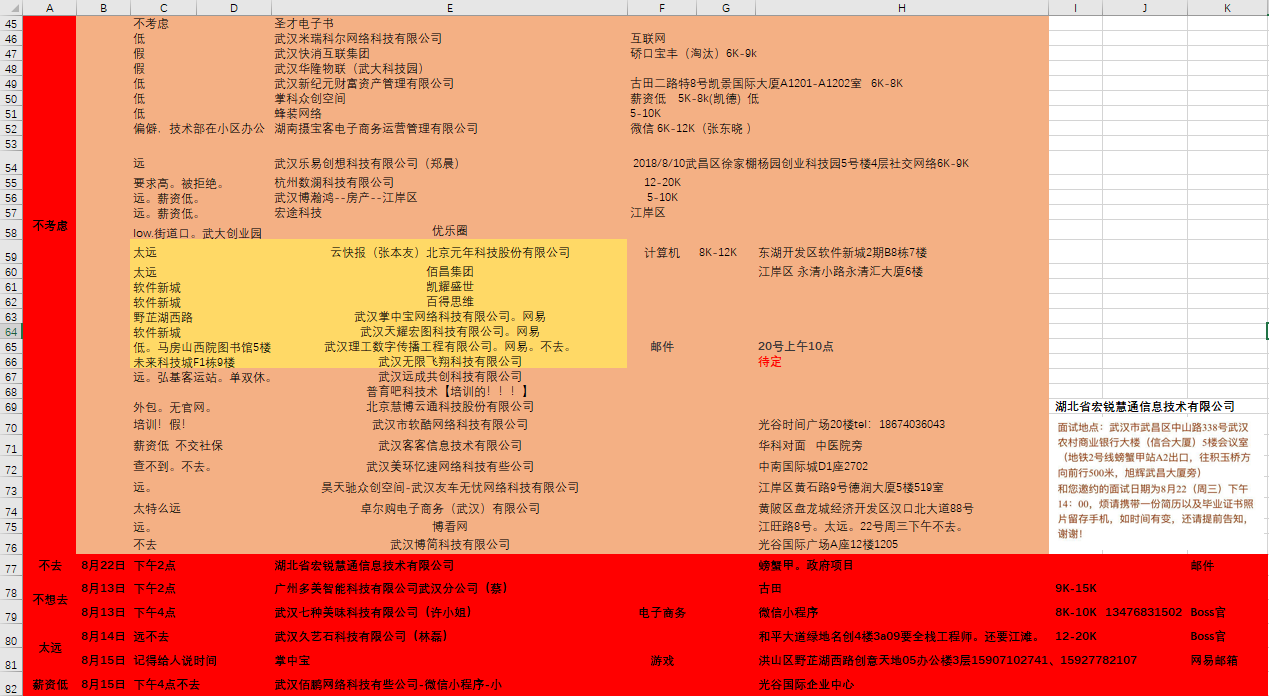 A B C D E F G H I J K
45 不考虑 圣才电子书
46 低 武汉米瑞科尔网络科技有限公司 互联网
47 假 武汉快消互联集团 硚口宝丰（淘汰）6K-9k
48 假 武汉华隆物联（武大科技园）
49 低 武汉新纪元财富资产管理有限公司 古田二路特8号凯景国际大厦A1201-A1202室 6K-8K
50 低 掌科众创空间 薪资低 5K-8k(凯德) 低
51 低 蜂装网络 5-10K
52 偏僻．技术部在小区办公 湖南摄宝客电子商务运营管理有限公司 微信 6K-12K（张东晓 ）
53
54 远 武汉乐易创想科技有限公司（郑晨） 2018/8/10武昌区徐家棚杨园创业科技园5号楼4层社交网络6K-9K
55 要求高。被拒绝。 杭州数澜科技有限公司 12-20K
56 远。薪资低。 武汉博瀚鸿--房产--江岸区 5-10K
57 远。薪资低。 宏途科技 江岸区
不考虑
58 low.街道口。武大创业园 优乐圈
59 太远 云快报（张本友）北京元年科技股份有限公司 计算机 8K-12K 东湖开发区软件新城2期B8栋7楼
60 太远 佰昌集团 江岸区 永清小路永清汇大厦6楼
61 软件新城 凯耀盛世
62 软件新城 百得思维
63 野芷湖西路 武汉掌中宝网络科技有限公司。网易
64 软件新城 武汉天耀宏图科技有限公司。网易
65 低。马房山西院图书馆5楼 武汉理工数字传播工程有限公司。网易。不去。 邮件 20号上午10点
66 未来科技城F1栋9楼 武汉无限飞翔科技有限公司 待定
67 远。弘基客运站。单双休。 武汉远成共创科技有限公司
68 普育吧科技术【培训的！！！】
69 外包。无官网。 北京慧博云通科技股份有限公司 湖北省宏锐慧通信息技术有限公司
70 培训！假！ 武汉市软酷网络科技有限公司 光谷时间广场20楼tel：18674036043
71 薪资低 不交社保 武汉客客信息技术有限公司 华科对面 中医院旁
72 查不到。不去。 武汉美环亿速网络科技有些公司 中南国际城D1座2702
73 远。 昊天驰众创空间-武汉友车无忧网络科技有限公司 江岸区黄石路9号德润大厦5楼519室
74 太特么远 卓尔购电子商务（武汉）有限公司 黄陂区盘龙城经济开发区汉口北大道88号
75 远。 博看网 江旺路8号。太远。22号周三下午不去。
76 不去 武汉博简科技有限公司 光谷国际广场A座12楼1205
面试地点：武汉市武昌区中山路338号武汉
农村商业银行大楼（信合大厦）5楼会议室
（地铁2号线螃蟹甲站A2出口，往积玉桥方
向前行500米，旭辉武昌大厦旁）
和您邀约的面试日期为8月22（周三）下午
14：00，烦请携带一份简历以及毕业证书照
片留存手机，如时间有变，还请提前告知，
谢谢！
77 不去 8月22日 下午2点 湖北省宏锐慧通信息技术有限公司 螃蟹甲。政府项目 邮件
78 8月13日 下午2点 广州多美智能科技有限公司武汉分公司（蔡） 古田 9K-15K
不想去
79 8月13日 下午4点 武汉七种美味科技有限公司（许小姐） 电子商务 微信小程序 8K-10K 13476831502 Boss官
80 8月14日 远不去 武汉久艺石科技有限公司（林磊） 和平大道绿地名创4楼3a09要全栈工程师。还要江滩。 12-20K Boss官
太远
81 8月15日 记得给人说时间 掌中宝 游戏 洪山区野芷湖西路创意天地05办公楼3层15907102741、15927782107 网易邮箱
82 薪资低 8月15日 下午4点不去 武汉佰鹏网络科技有些公司-微信小程序-小 光谷国际企业中心